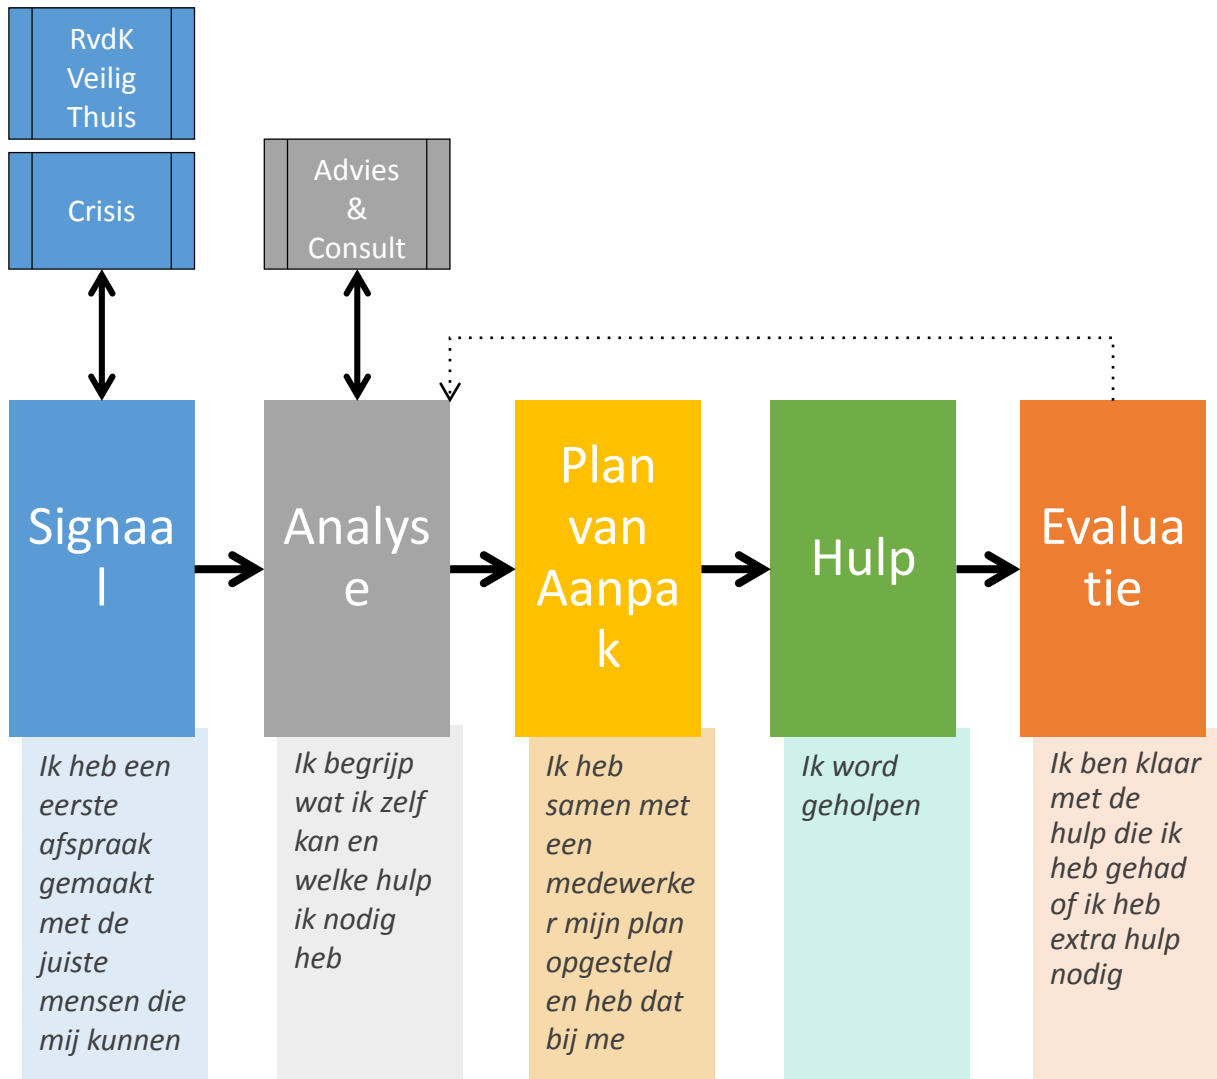 RvdK
Veilig
Thuis
Crisis
Advies
&
Consult
Signaa
l
Analys
e
Plan
van
Aanpa
k
Hulp
Evalua
tie
Ik heb een
eerste
afspraak
gemaakt
met de
juiste
mensen die
mij kunnen
Ik begrijp
wat ik zelf
kan en
welke hulp
ik nodig
heb
Ik heb
samen met
een
medewerke
r mijn plan
opgesteld
en heb dat
bij me
Ik word
geholpen
Ik ben klaar
met de
hulp die ik
heb gehad
of ik heb
extra hulp
nodig